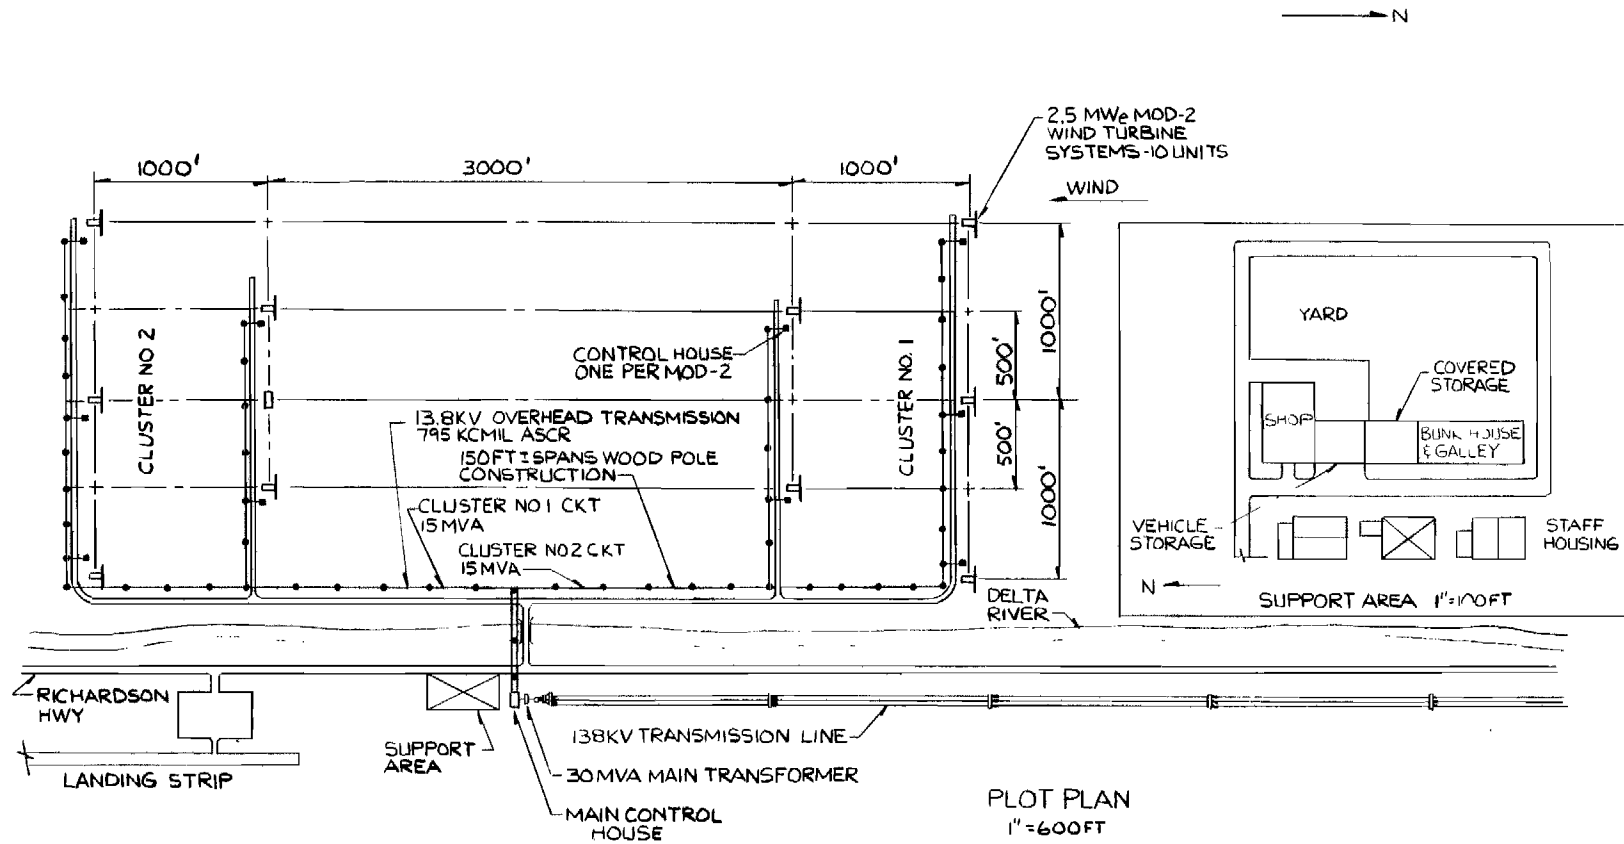 N
2.5 MWe MOD-2
WIND TURBINE
SYSTEMS-10 UNITS
1000'
3000'
1000'
WIND
1000'
500'
500'
1000'
CLUSTER NO 2
CLUSTER NO. 1
CONTROL HOUSE
ONE PER MOD-2
13.8KV OVERHEAD TRANSMISSION
795 KCMIL ASCR
150FT± SPANS WOOD POLE
CONSTRUCTION
CLUSTER NO1 CKT
15 MVA
CLUSTER NO2 CKT
15 MVA
DELTA
RIVER
YARD
COVERED
STORAGE
SHOP
BUNK HOUSE
& GALLEY
VEHICLE
STORAGE
STAFF
HOUSING
N
SUPPORT AREA 1"=100FT
RICHARDSON
HWY
LANDING STRIP
SUPPORT
AREA
138KV TRANSMISSION LINE
30 MVA MAIN TRANSFORMER
MAIN CONTROL
HOUSE
PLOT PLAN
1"=600FT